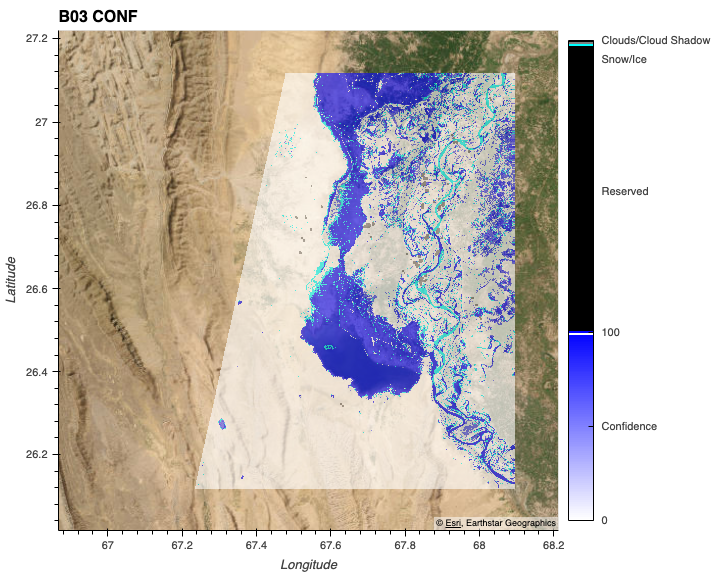 B03 CONF
27.2
27
26.8
26.6
26.4
26.2
Latitude
67
67.2
67.4
67.6
67.8
68
68.2
Longitude
© Esri, Earthstar Geographics
Clouds/Cloud Shadow
Snow/Ice
Reserved
100
Confidence
0